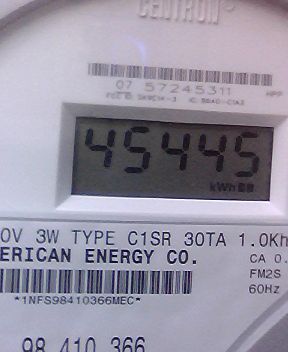 CENTRON
07 57245311 HPP
45445
kWh
0V 3W TYPE C1SR 30TA 1.0Kh
ERICAN ENERGY CO. CA 0.
FM2S
*1NFS98410366MEC* 60Hz
98 410 366